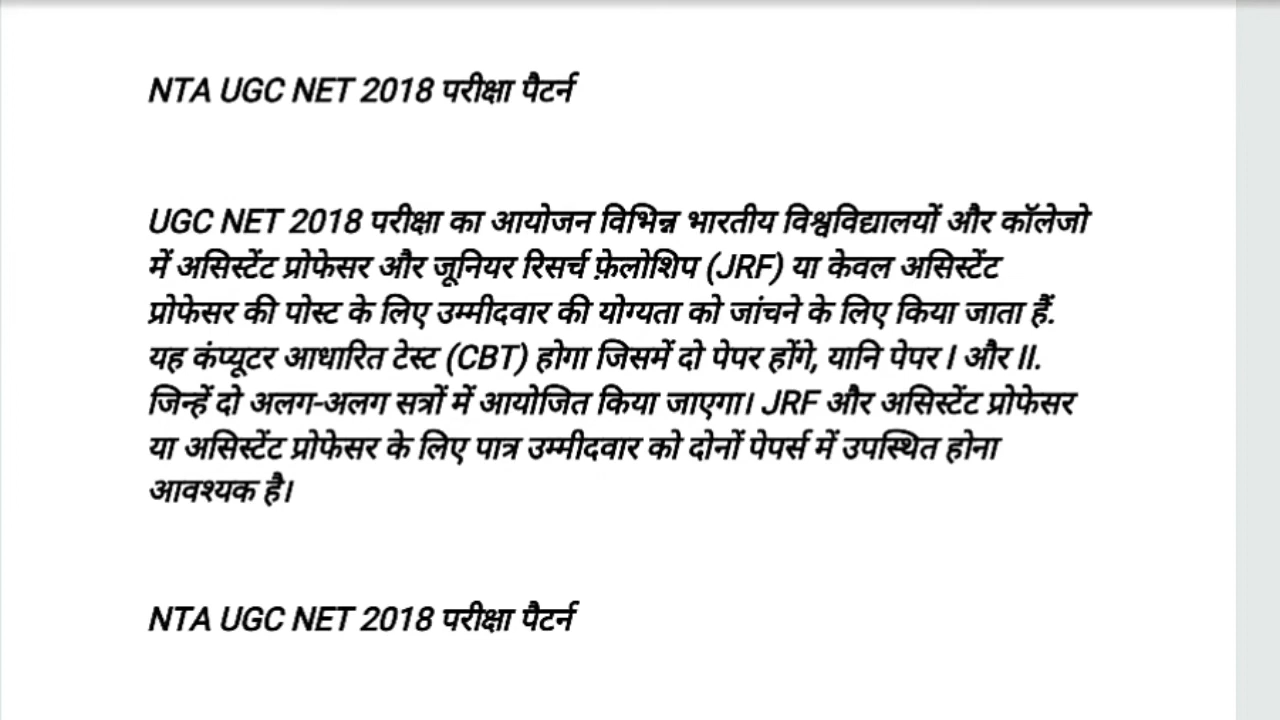 NTA UGC NET 2018 परीक्षा पैटर्न
UGC NET 2018 परीक्षा का आयोजन विभिन्न भारतीय विश्वविद्यालयों और कॉलेजो
में असिस्टेंट प्रोफेसर और जूनियर रिसर्च फ़ेलोशिप (JRF) या केवल असिस्टेंट
प्रोफेसर की पोस्ट के लिए उम्मीदवार की योग्यता को जांचने के लिए किया जाता हैं.
यह कंप्यूटर आधारित टेस्ट (CBT) होगा जिसमें दो पेपर होंगे, यानि पेपर I और II.
जिन्हें दो अलग-अलग सत्रों में आयोजित किया जाएगा। JRF और असिस्टेंट प्रोफेसर
या असिस्टेंट प्रोफेसर के लिए पात्र उम्मीदवार को दोनों पेपर्स में उपस्थित होना
आवश्यक है।
NTA UGC NET 2018 परीक्षा पैटर्न